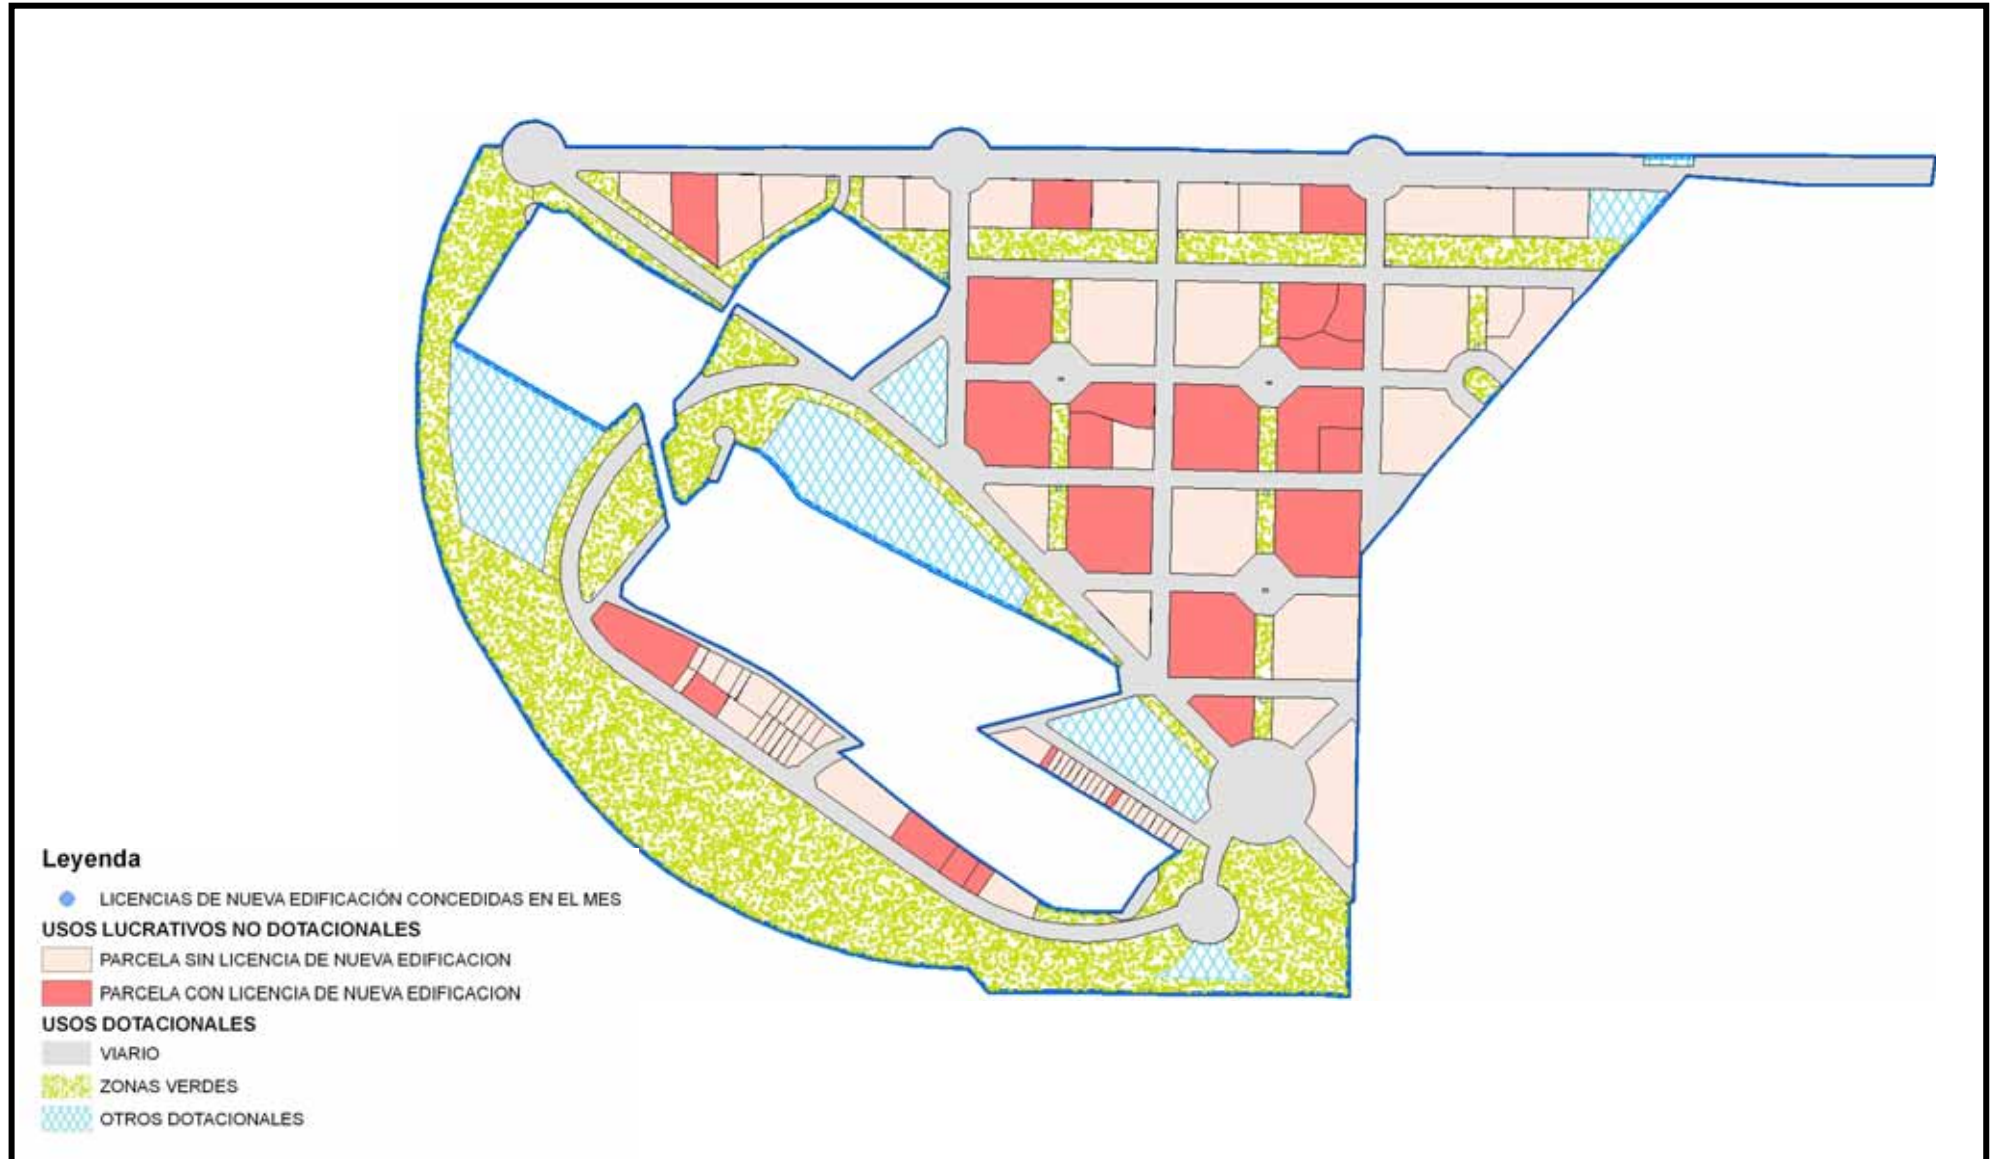 Leyenda
LICENCIAS DE NUEVA EDIFICACIÓN CONCEDIDAS EN EL MES
USOS LUCRATIVOS NO DOTACIONALES
PARCELA SIN LICENCIA DE NUEVA EDIFICACION
PARCELA CON LICENCIA DE NUEVA EDIFICACION
USOS DOTACIONALES
VIARIO
ZONAS VERDES
OTROS DOTACIONALES